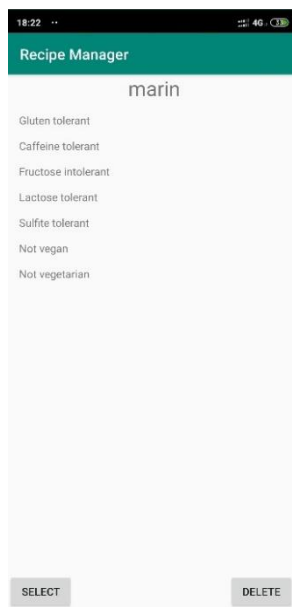 18:22 ··
4G
Recipe Manager
marin
Gluten tolerant
Caffeine tolerant
Fructose intolerant
Lactose tolerant
Sulfite tolerant
Not vegan
Not vegetarian
SELECT
DELETE